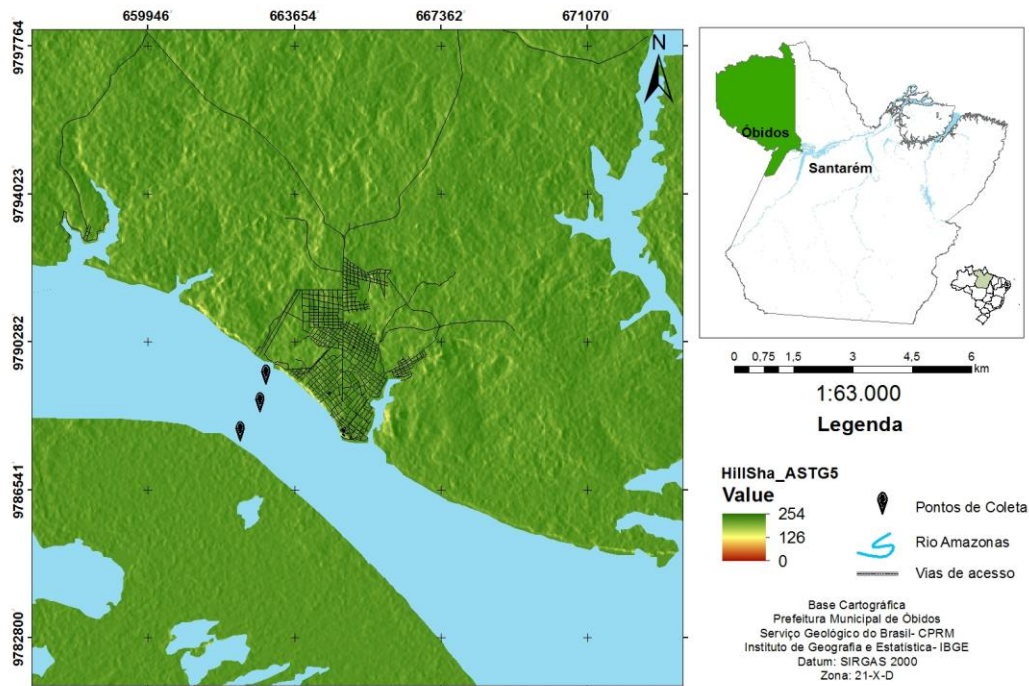 659946 663654 667362 671070
9797764
9794023
9790282
9786541
9782800
N
Óbidos
Santarém
0 0,75 1,5 3 4,5 6
km
1:63.000
Legenda
HillSha_ASTG5
Value
254
126
0
Pontos de Coleta
Rio Amazonas
Vias de acesso
Base Cartográfica
Prefeitura Municipal de Óbidos
Serviço Geológico do Brasil- CPRM
Instituto de Geografia e Estatística- IBGE
Datum: SIRGAS 2000
Zona: 21-X-D